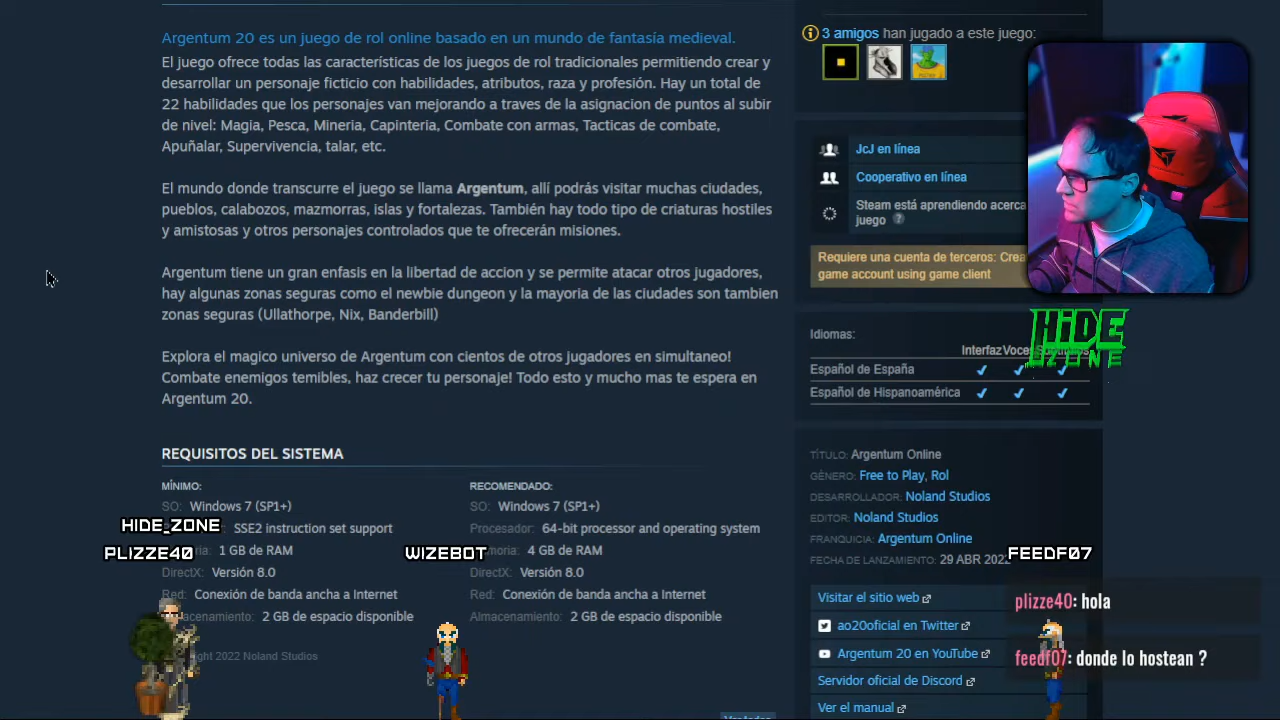 Argentum 20 es un juego de rol online basado en un mundo de fantasía medieval.
El juego ofrece todas las características de los juegos de rol tradicionales permitiendo crear y
desarrollar un personaje ficticio con habilidades, atributos, raza y profesión. Hay un total de
22 habilidades que los personajes van mejorando a traves de la asignacion de puntos al subir
de nivel: Magia, Pesca, Mineria, Capinteria, Combate con armas, Tacticas de combate,
Apuñalar, Supervivencia, talar, etc.
El mundo donde transcurre el juego se llama Argentum, allí podrás visitar muchas ciudades,
pueblos, calabozos, mazmorras, islas y fortalezas. También hay todo tipo de criaturas hostiles
y amistosas y otros personajes controlados que te ofrecerán misiones.
Argentum tiene un gran enfasis en la libertad de accion y se permite atacar otros jugadores,
hay algunas zonas seguras como el newbie dungeon y la mayoria de las ciudades son tambien
zonas seguras (Ullathorpe, Nix, Banderbill)
Explora el magico universo de Argentum con cientos de otros jugadores en simultaneo!
Combate enemigos temibles, haz crecer tu personaje! Todo esto y mucho mas te espera en
Argentum 20.
REQUISITOS DEL SISTEMA
MÍNIMO:
SO: Windows 7 (SP1+)
SSE2 instruction set support
1 GB de RAM
DirectX: Versión 8.0
Red: Conexión de banda ancha a Internet
2 GB de espacio disponible
2022 Noland Studios
RECOMENDADO:
SO: Windows 7 (SP1+)
Procesador: 64-bit processor and operating system
4 GB de RAM
DirectX: Versión 8.0
Red: Conexión de banda ancha a Internet
Almacenamiento: 2 GB de espacio disponible
HIDE_ZONE
PLIZZE40
WIZEBOT
FEEDF07
3 amigos han jugado a este juego:
JcJ en línea
Cooperativo en línea
Steam está aprendiendo acerca
juego ?
Requiere una cuenta de terceros: Crea
game account using game client
HiDE
ZONE
Idiomas:
Interfaz Voces
Español de España
Español de Hispanoamérica
TÍTULO: Argentum Online
GÉNERO: Free to Play, Rol
DESARROLLADOR: Noland Studios
EDITOR: Noland Studios
FRANQUICIA: Argentum Online
FECHA DE LANZAMIENTO: 29 ABR 2022
Visitar el sitio web
ao20oficial en Twitter
Argentum 20 en YouTube
Servidor oficial de Discord
Ver el manual
plizze40: hola
feedf07: donde lo hostean ?